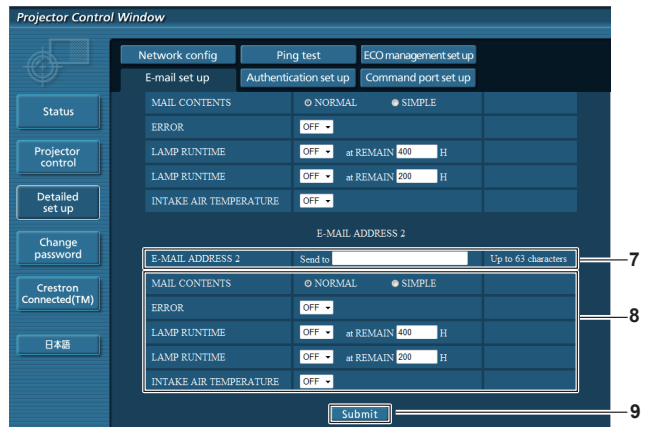 Projector Control Window
Network config Ping test ECO management set up
E-mail set up Authentication set up Command port set up
Status
Projector control
Detailed set up
Change password
Crestron Connected(TM)
日本語
MAIL CONTENTS NORMAL SIMPLE
ERROR OFF
LAMP RUNTIME OFF at REMAIN 400 H
LAMP RUNTIME OFF at REMAIN 200 H
INTAKE AIR TEMPERATURE OFF
E-MAIL ADDRESS 2
E-MAIL ADDRESS 2 Send to Up to 63 characters 7
MAIL CONTENTS NORMAL SIMPLE
ERROR OFF 8
LAMP RUNTIME OFF at REMAIN 400 H
LAMP RUNTIME OFF at REMAIN 200 H
INTAKE AIR TEMPERATURE OFF
Submit 9